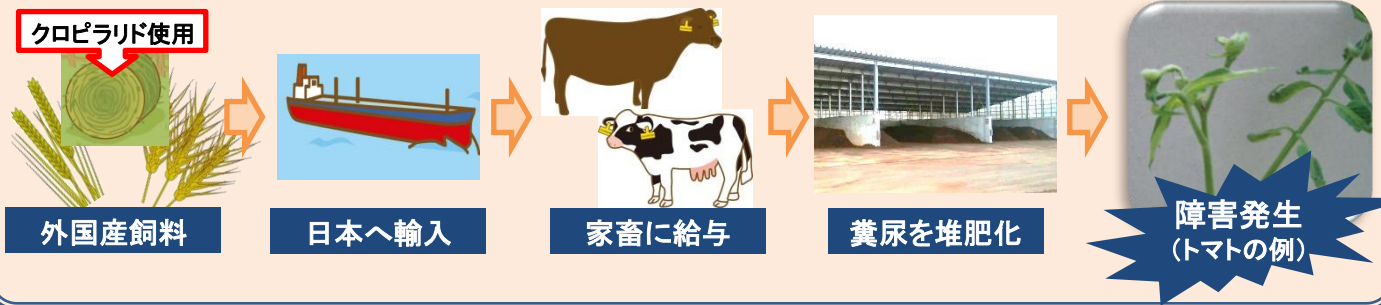 クロピラリド使用
外国産飼料
日本へ輸入
家畜に給与
糞尿を堆肥化
障害発生
（トマトの例）